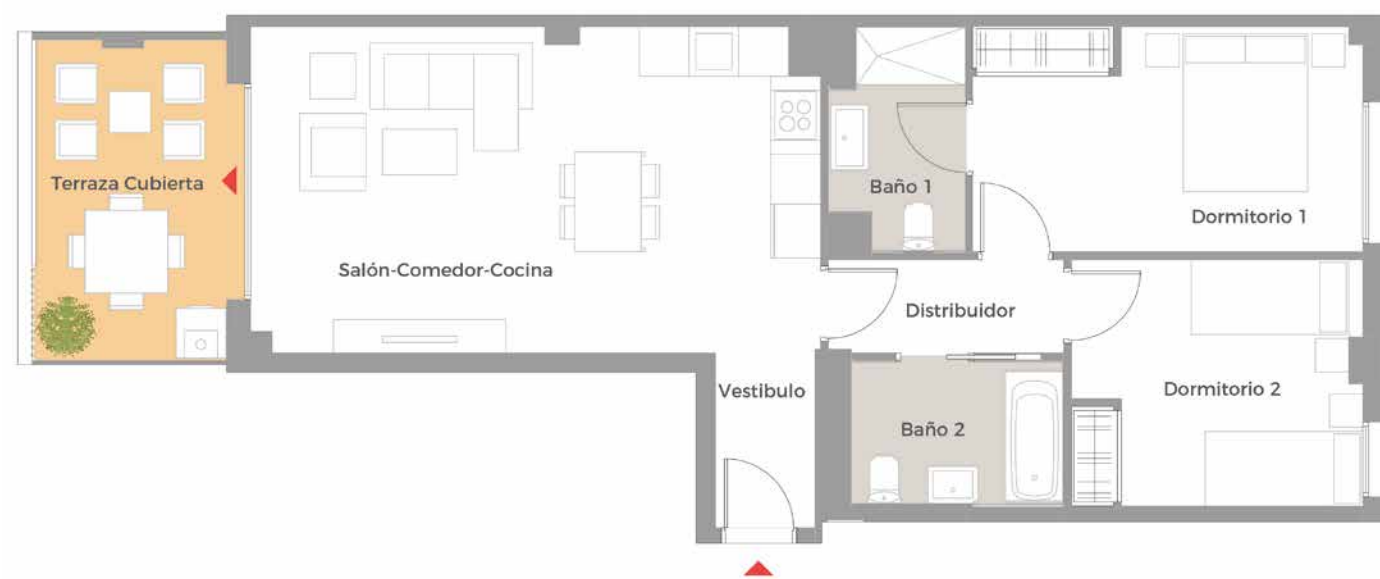 Terraza Cubierta
Baño 1
Dormitorio 1
Salón-Comedor-Cocina
Distribuidor
Vestibulo
Dormitorio 2
Baño 2